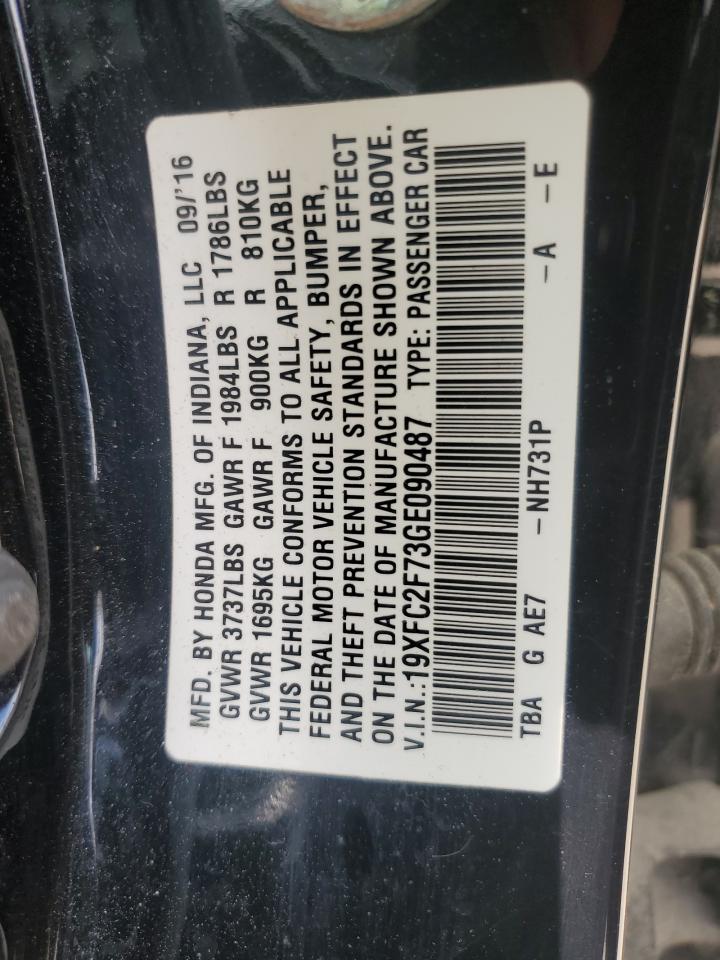 MFD. BY HONDA MFG. OF INDIANA, LLC 09/'16
GVWR 3737LBS GAWR F 1984LBS R 1786LBS
GVWR 1695KG GAWR F 900KG R 810KG
THIS VEHICLE CONFORMS TO ALL APPLICABLE
FEDERAL MOTOR VEHICLE SAFETY, BUMPER,
AND THEFT PREVENTION STANDARDS IN EFFECT
ON THE DATE OF MANUFACTURE SHOWN ABOVE.
V.I.N.:19XFC2F73GE090487 TYPE: PASSENGER CAR
TBA G AE7 -NH731P -A -E